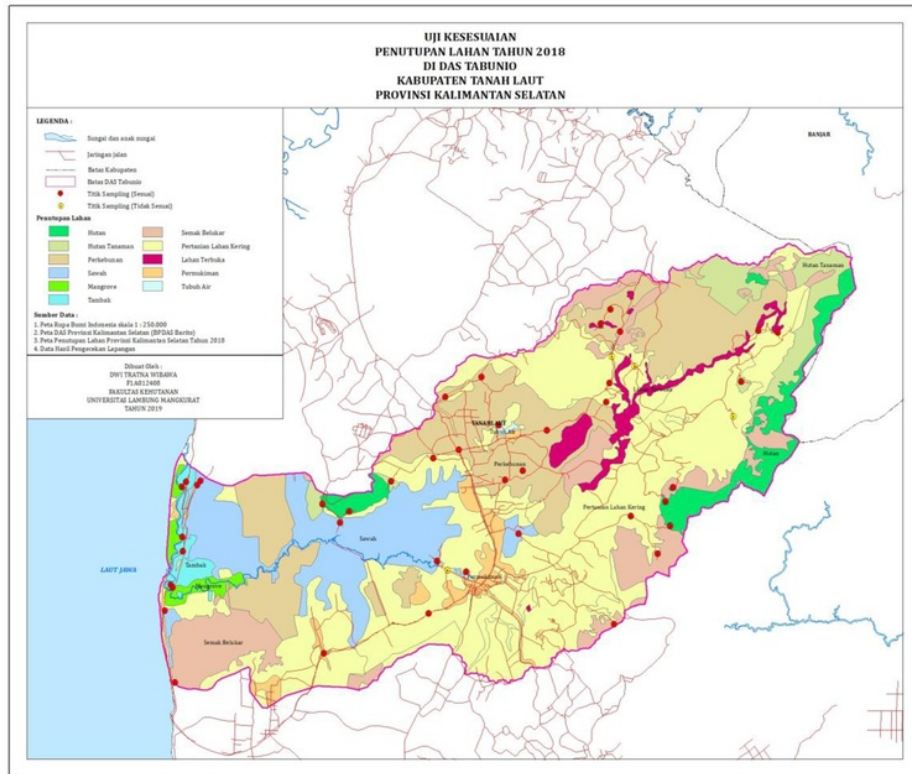 UJI KESESUAIAN
PENUTUPAN LAHAN TAHUN 2018
DI DAS TABUNIO
KABUPATEN TANAH LAUT
PROVINSI KALIMANTAN SELATAN
LEGENDA :
Sungai dan anak sungai
Jaringan jalan
Batas Kabupaten
Batas DAS Tabunio
Titik Sampling (Sesuai)
Titik Sampling (Tidak Sesuai)
Penutupan Lahan
Hutan
Hutan Tanaman
Perkebunan
Sawah
Mangrove
Tambak
Semak Belukar
Pertanian Lahan Kering
Lahan Terbuka
Permukiman
Tubuh Air
Sumber Data :
1. Peta Rupa Bumi Indonesia skala 1 : 250.000
2. Peta DAS Provinsi Kalimantan Selatan (BPDAS Barito)
3. Peta Penutupan Lahan Provinsi Kalimantan Selatan Tahun 2018
4. Data Hasil Pengecekan Lapangan
Dibuat Oleh :
DWI TRATNA WIBAWA
F1A012408
FAKULTAS KEHUTANAN
UNIVERSITAS LAMBUNG MANGKURAT
TAHUN 2019
BANJAR
Hutan Tanaman
TANAH LAUT
Tubuh Air
Perkebunan
Hutan
Pertanian Lahan Kering
Sawah
LAUT JAWA
Tambak
Mangrove
Permukiman
Semak Belukar